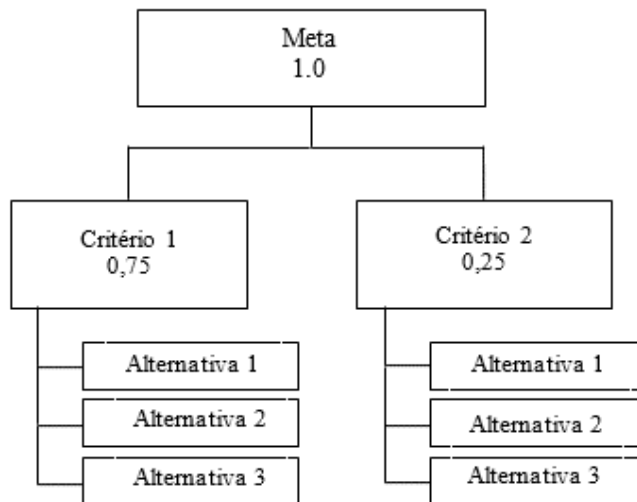 Meta
1.0
Critério 1
0,75
Critério 2
0,25
Alternativa 1
Alternativa 2
Alternativa 3
Alternativa 1
Alternativa 2
Alternativa 3